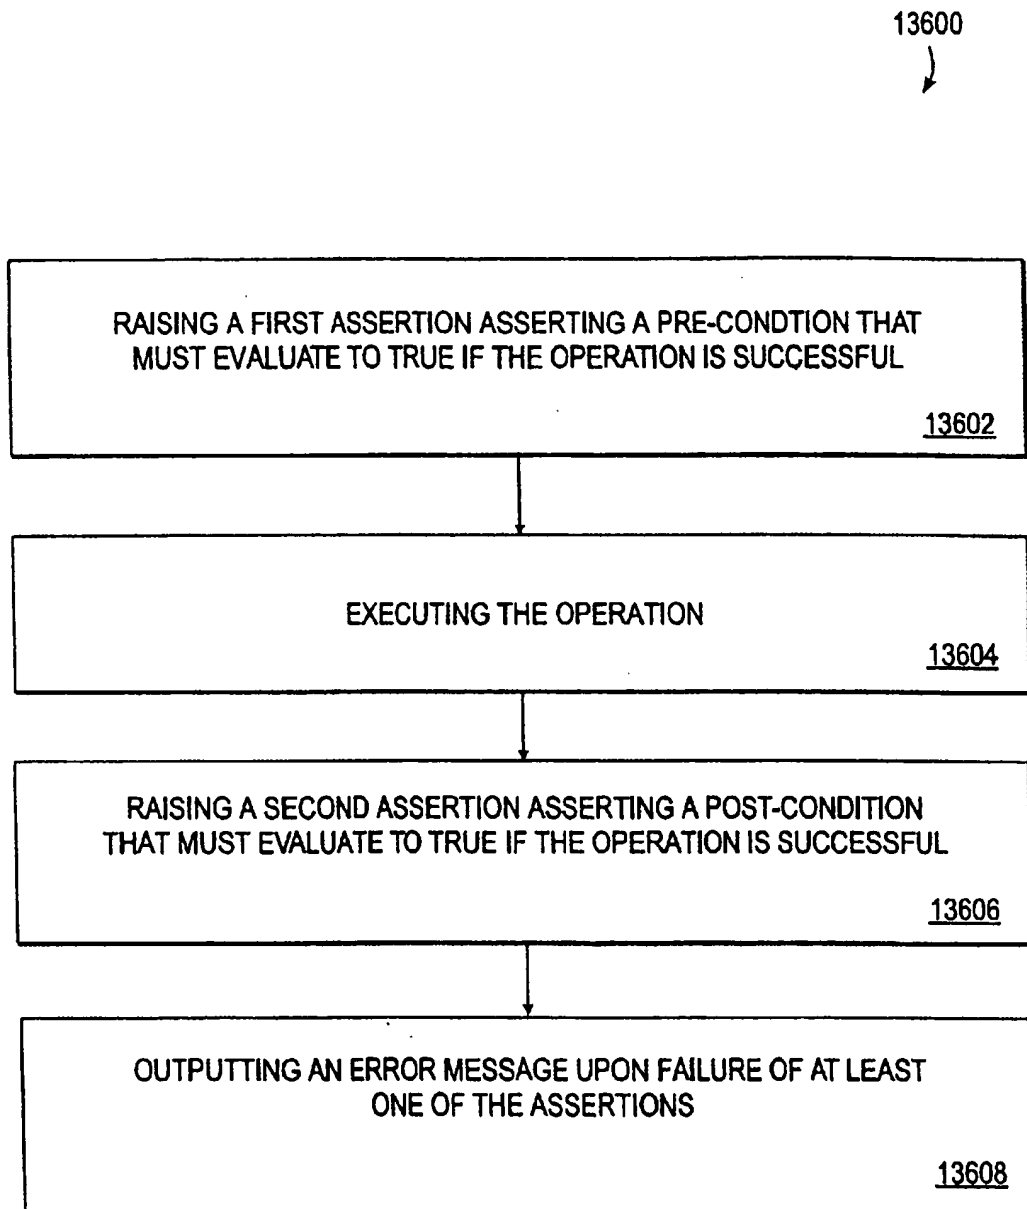 13600
RAISING A FIRST ASSERTION ASSERTING A PRE-CONDTION THAT
MUST EVALUATE TO TRUE IF THE OPERATION IS SUCCESSFUL
13602
EXECUTING THE OPERATION
13604
RAISING A SECOND ASSERTION ASSERTING A POST-CONDITION
THAT MUST EVALUATE TO TRUE IF THE OPERATION IS SUCCESSFUL
13606
OUTPUTTING AN ERROR MESSAGE UPON FAILURE OF AT LEAST
ONE OF THE ASSERTIONS
13608